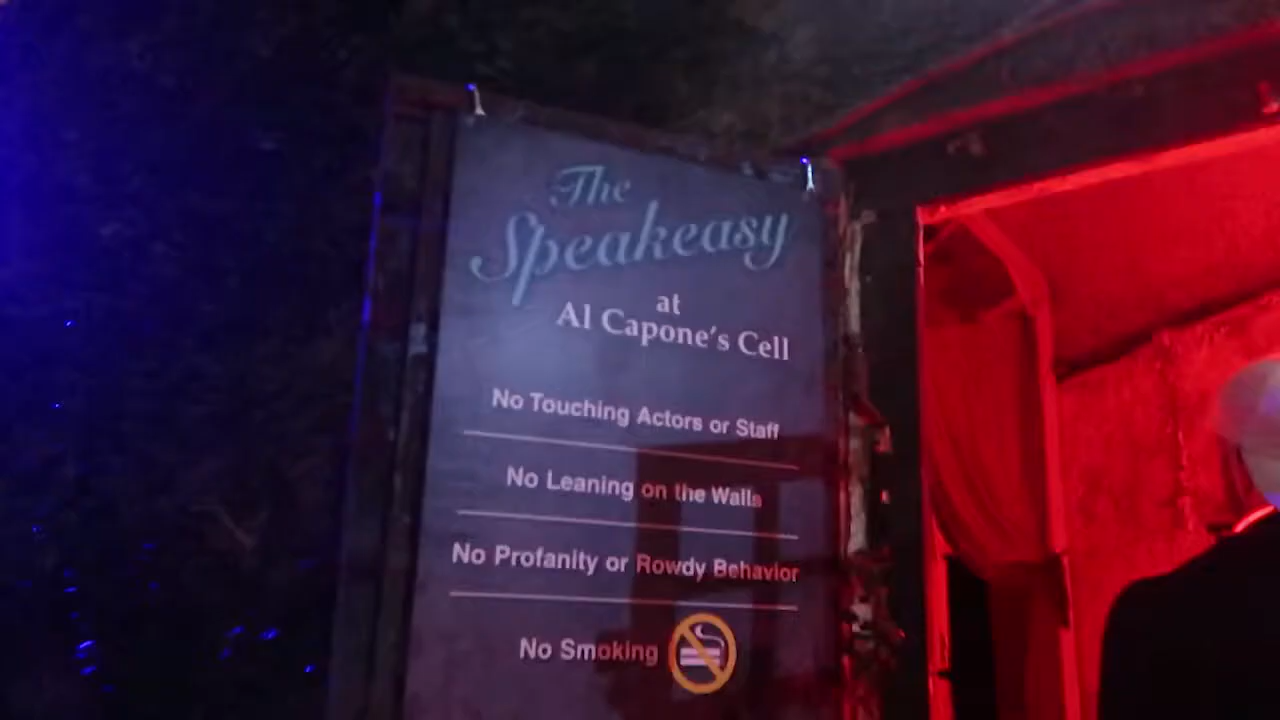 The
Speakeasy
at
Al Capone's Cell
No Touching Actors or Staff
No Leaning on the Walls
No Profanity or Rowdy Behavior
No Smoking